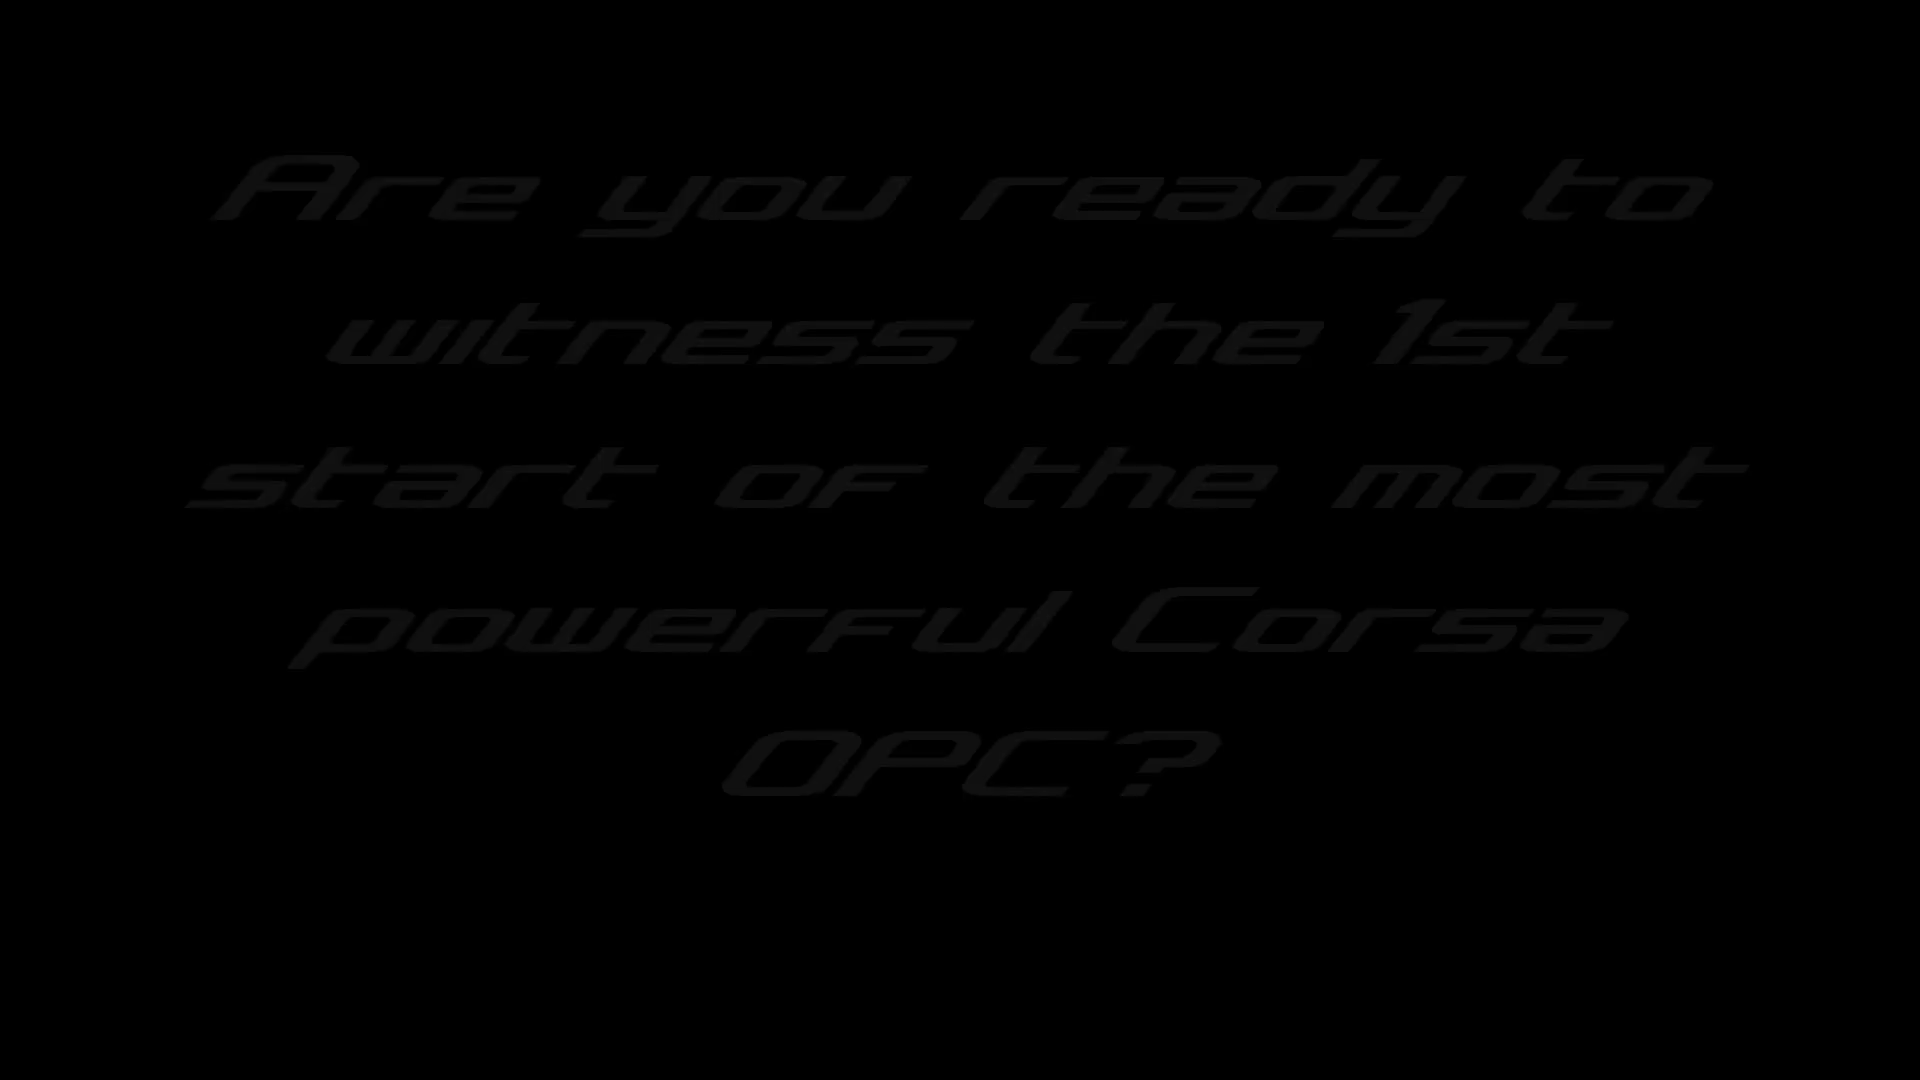 Are you ready to
witness the 1st
start of the most
powerful Corsa
OPC?